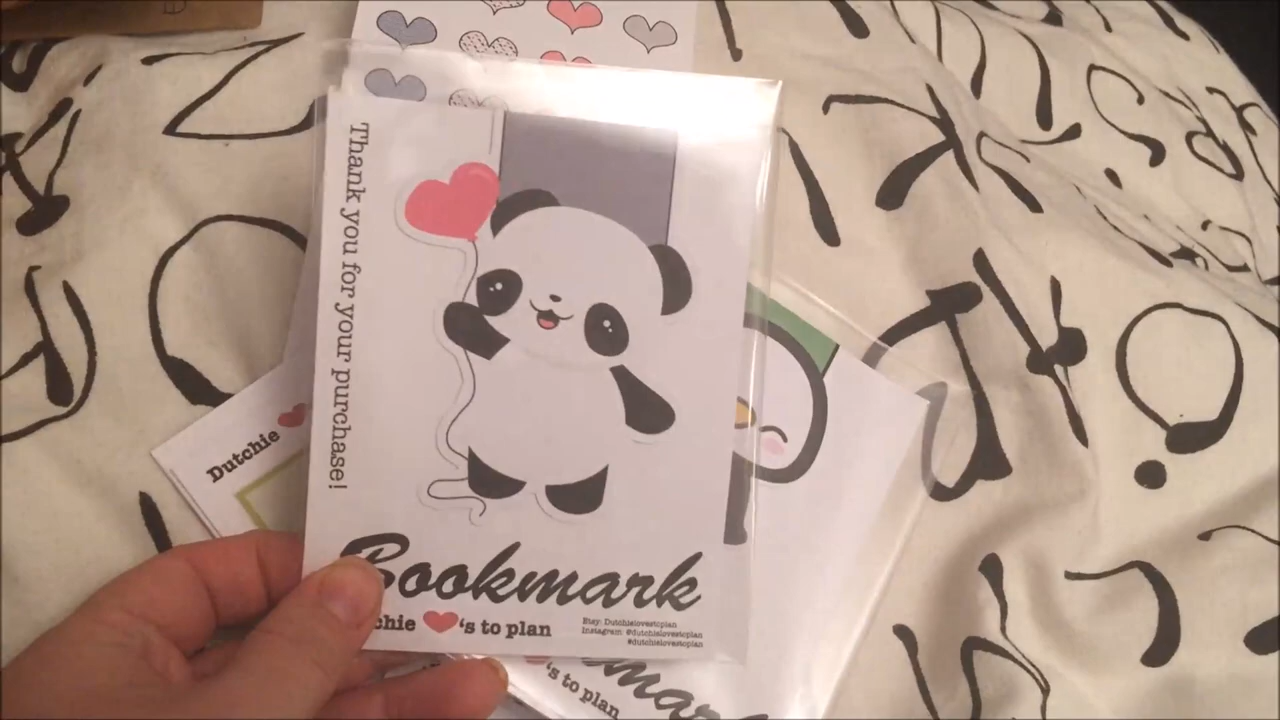 Thank you for your purchase!
Bookmark
chie 's to plan
Etsy: Dutchielovestoplan
Instagram: @dutchielovestoplan
#dutchielovestoplan
Dutchie
's to plan